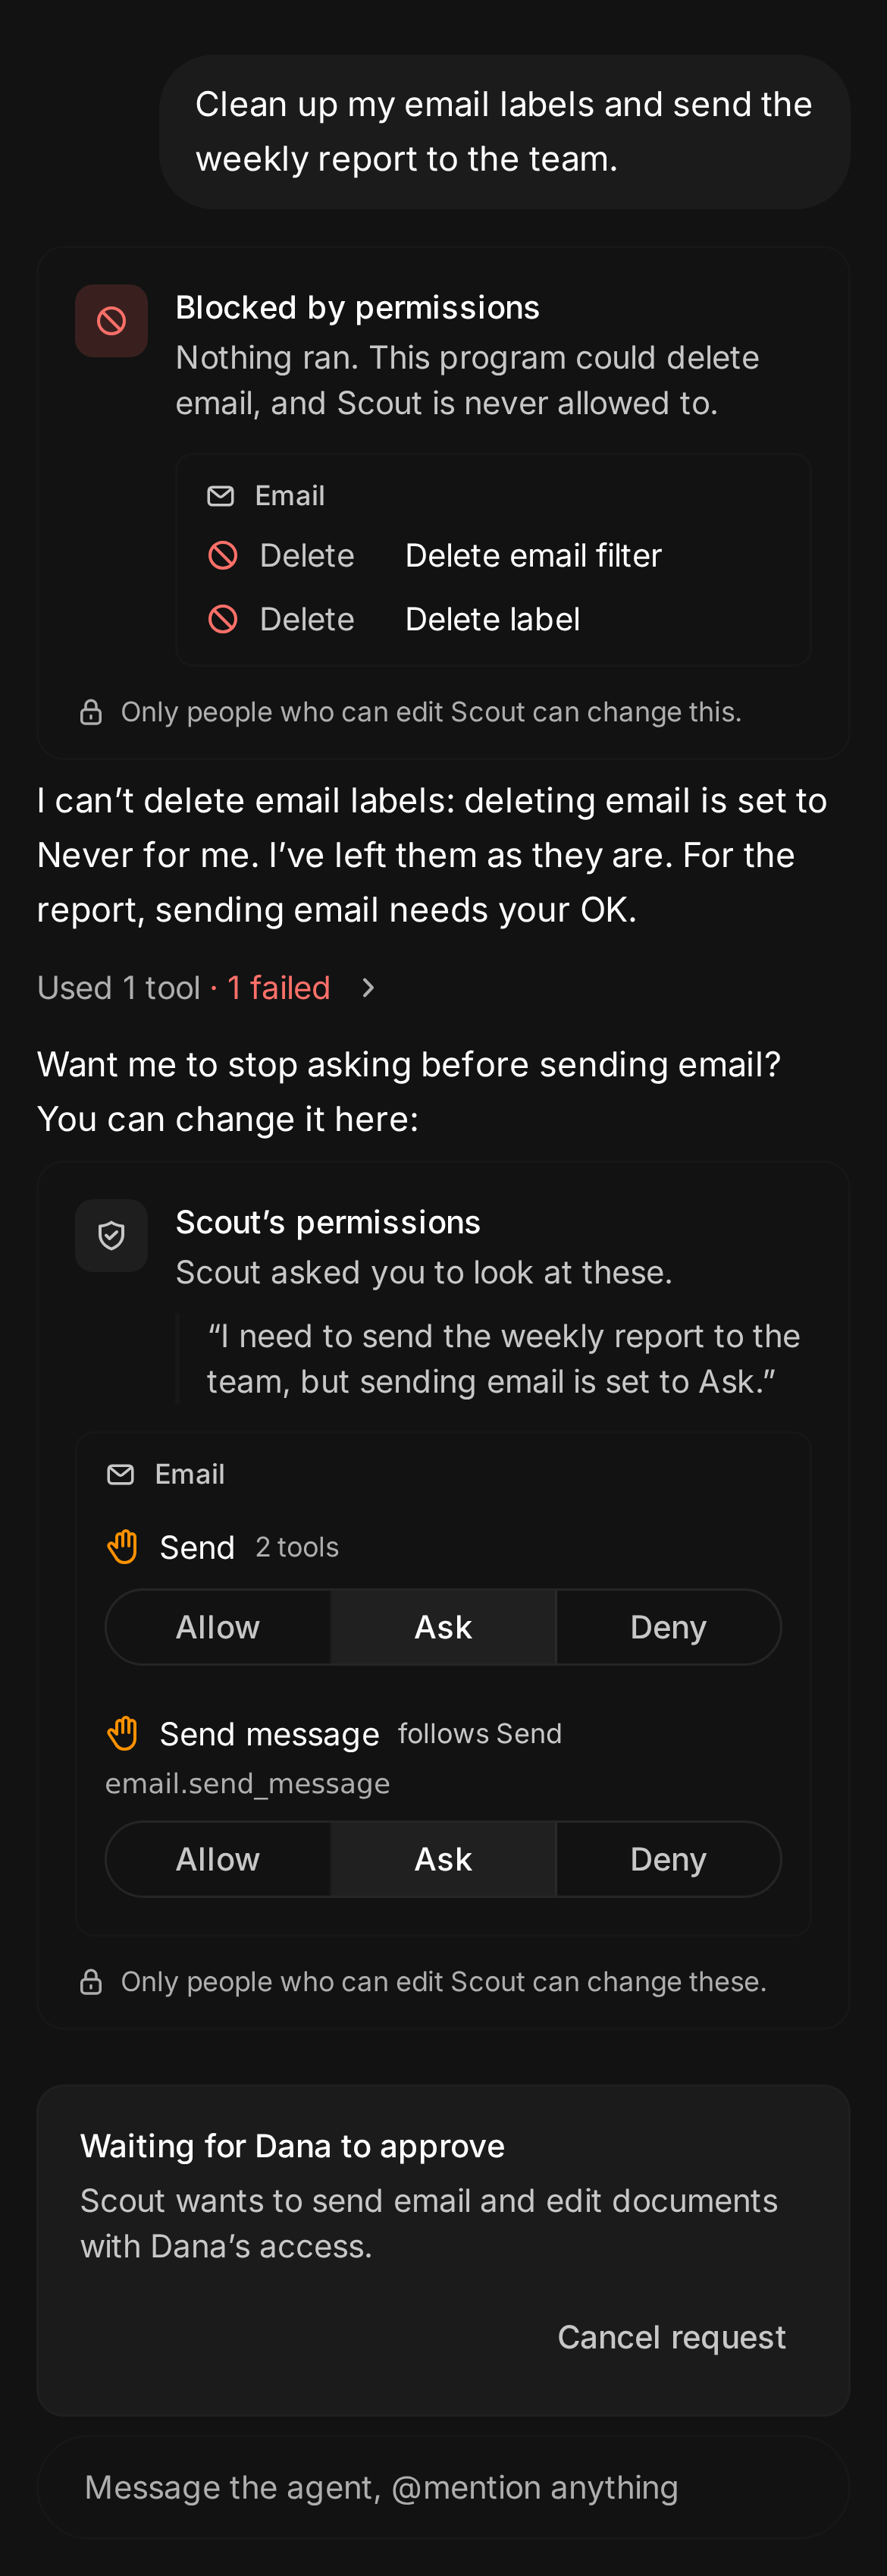 Clean up my email labels and send the
weekly report to the team.
Blocked by permissions
Nothing ran. This program could delete
email, and Scout is never allowed to.
Email
Delete Delete email filter
Delete Delete label
Only people who can edit Scout can change this.
I can’t delete email labels: deleting email is set to
Never for me. I’ve left them as they are. For the
report, sending email needs your OK.
Used 1 tool · 1 failed
Want me to stop asking before sending email?
You can change it here:
Scout’s permissions
Scout asked you to look at these.
“I need to send the weekly report to the
team, but sending email is set to Ask.”
Email
Send 2 tools
Allow Ask Deny
Send message follows Send
email.send_message
Allow Ask Deny
Only people who can edit Scout can change these.
Waiting for Dana to approve
Scout wants to send email and edit documents
with Dana’s access.
Cancel request
Message the agent, @mention anything